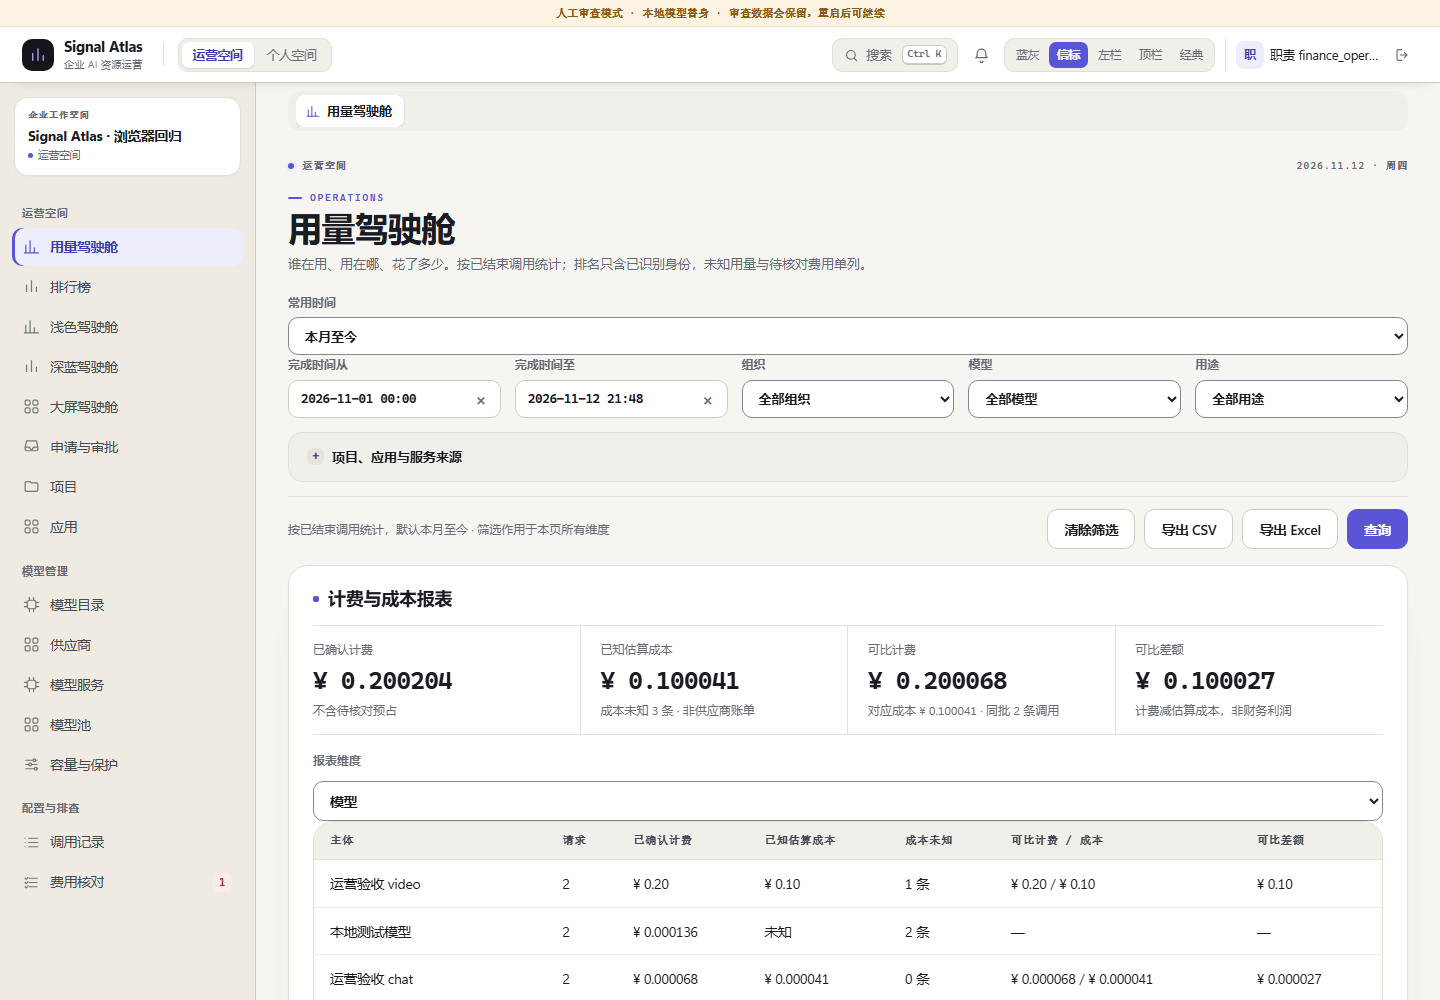 人工审查模式 · 本地模型替身 · 审查数据会保留，重启后可继续
Signal Atlas
企业 AI 资源运营
运营空间 个人空间
搜索 Ctrl K
蓝灰 信标 左栏 顶栏 经典
职 职责 finance_oper...
企业工作空间
Signal Atlas · 浏览器回归
运营空间
运营空间
用量驾驶舱
排行榜
浅色驾驶舱
深蓝驾驶舱
大屏驾驶舱
申请与审批
项目
应用
模型管理
模型目录
供应商
模型服务
模型池
容量与保护
配置与排查
调用记录
费用核对 1
用量驾驶舱
运营空间 2026.11.12 · 周四
OPERATIONS
用量驾驶舱
谁在用、用在哪、花了多少。按已结束调用统计；排名只含已识别身份，未知用量与待核对费用单列。
常用时间
本月至今
完成时间从 完成时间至 组织 模型 用途
2026-11-01 00:00 × 2026-11-12 21:48 × 全部组织 全部模型 全部用途
+ 项目、应用与服务来源
按已结束调用统计，默认本月至今 · 筛选作用于本页所有维度
清除筛选 导出 CSV 导出 Excel 查询
计费与成本报表
已确认计费 已知估算成本 可比计费 可比差额
¥ 0.200204 ¥ 0.100041 ¥ 0.200068 ¥ 0.100027
不含待核对预占 成本未知 3 条 · 非供应商账单 对应成本 ¥ 0.100041 · 同批 2 条调用 计费减估算成本，非财务利润
报表维度
模型
主体 请求 已确认计费 已知估算成本 成本未知 可比计费 / 成本 可比差额
运营验收 video 2 ¥ 0.20 ¥ 0.10 1 条 ¥ 0.20 / ¥ 0.10 ¥ 0.10
本地测试模型 2 ¥ 0.000136 未知 2 条 — —
运营验收 chat 2 ¥ 0.000068 ¥ 0.000041 0 条 ¥ 0.000068 / ¥ 0.000041 ¥ 0.000027